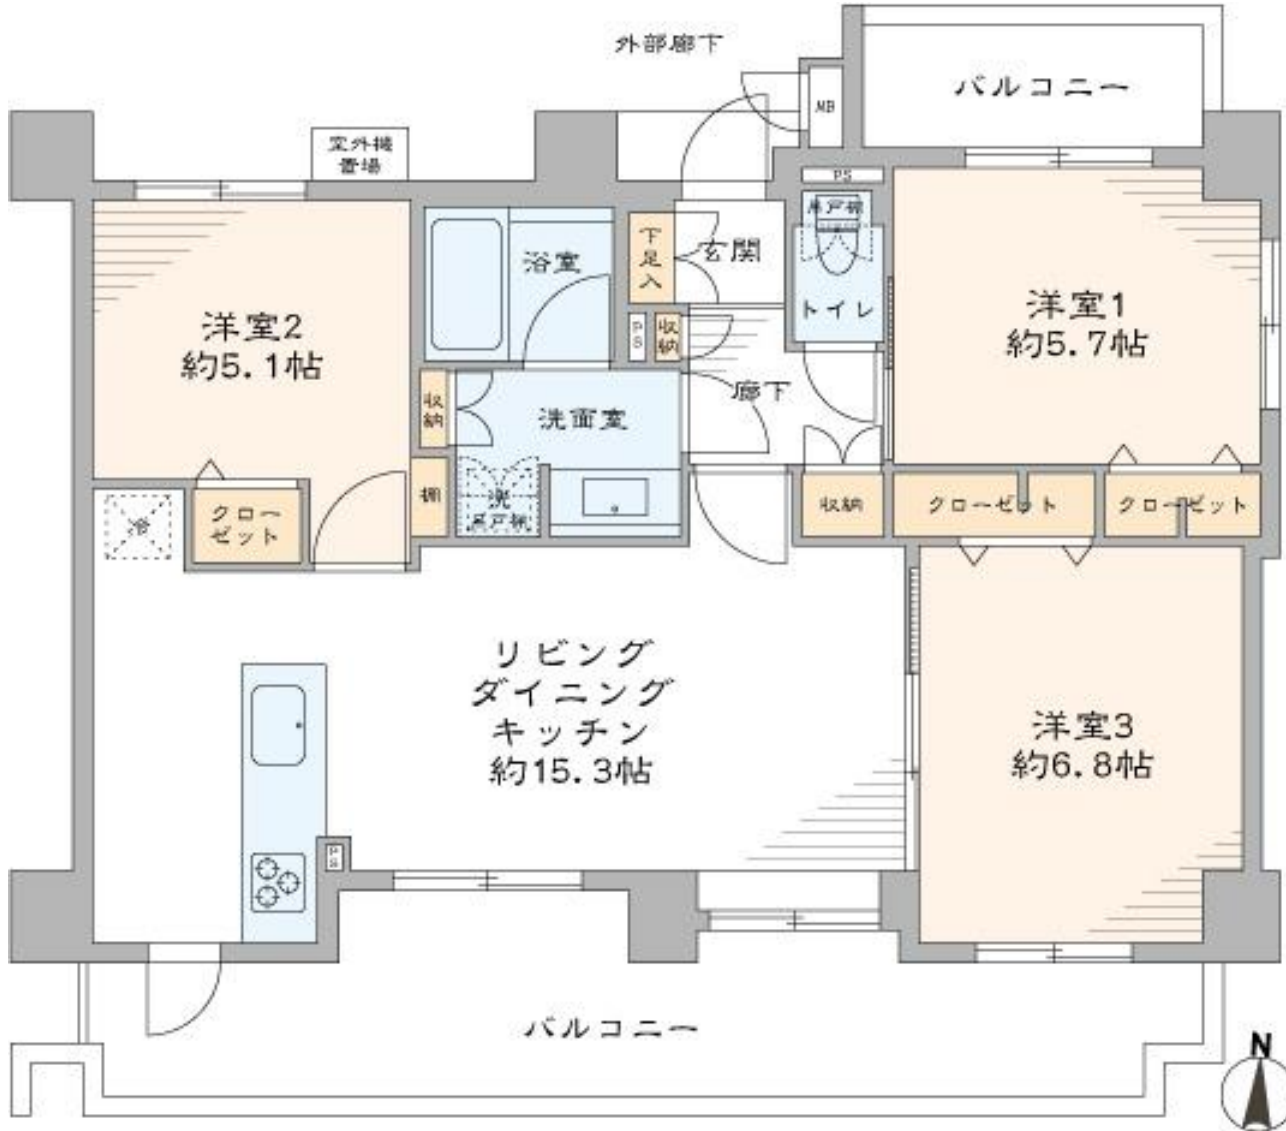 外部廊下
バルコニー
MB
室外機
置場
PS
吊戸棚
下
足
入
玄関
浴室
トイレ
洋室1
約5.7帖
洋室2
約5.1帖
PS
収
納
廊下
収
納
洗面室
棚
洗
吊戸棚
収納
クローゼット
クローゼット
冷
クロー
ゼット
リビング
ダイニング
キッチン
約15.3帖
洋室3
約6.8帖
PS
バルコニー
N